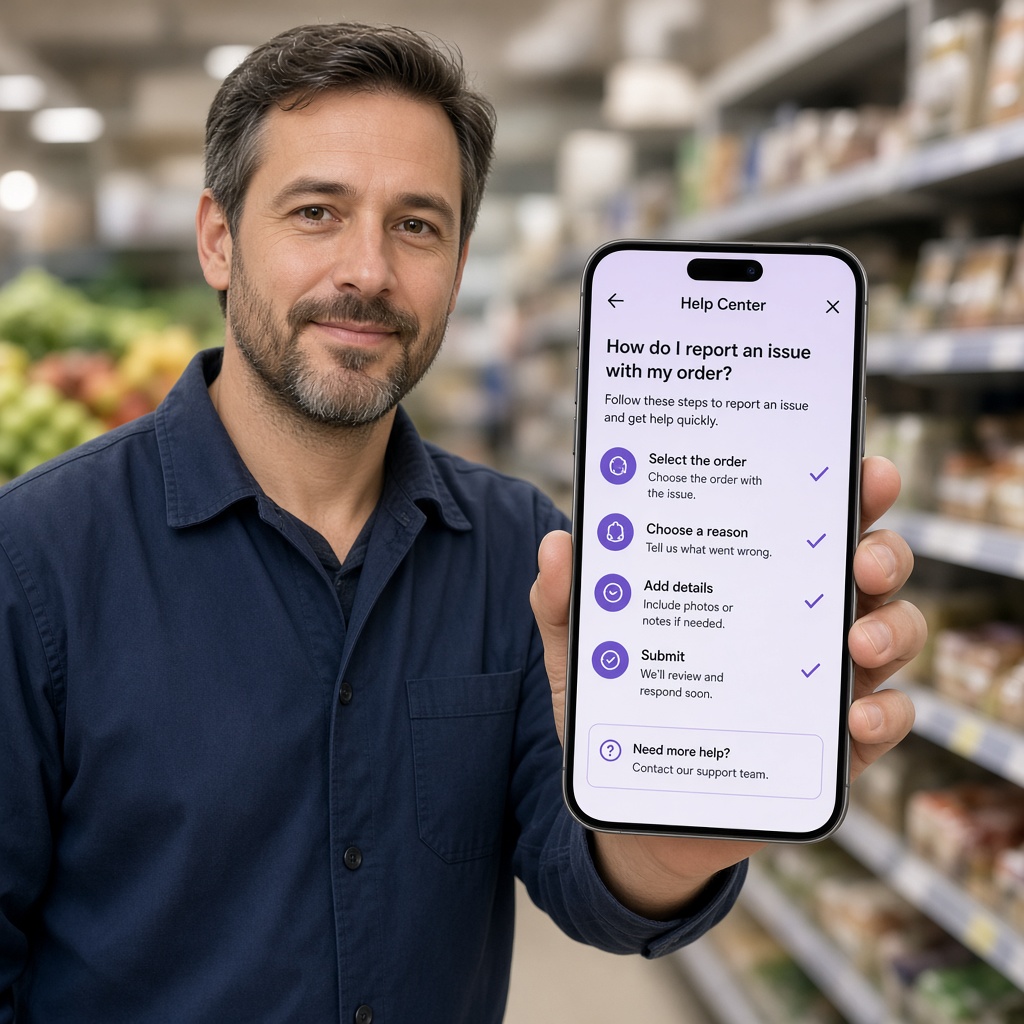 Help Center
How do I report an issue
with my order?
Follow these steps to report an issue
and get help quickly.
Select the order
Choose the order with
the issue.
Choose a reason
Tell us what went wrong.
Add details
Include photos or
notes if needed.
Submit
We'll review and
respond soon.
Need more help?
Contact our support team.